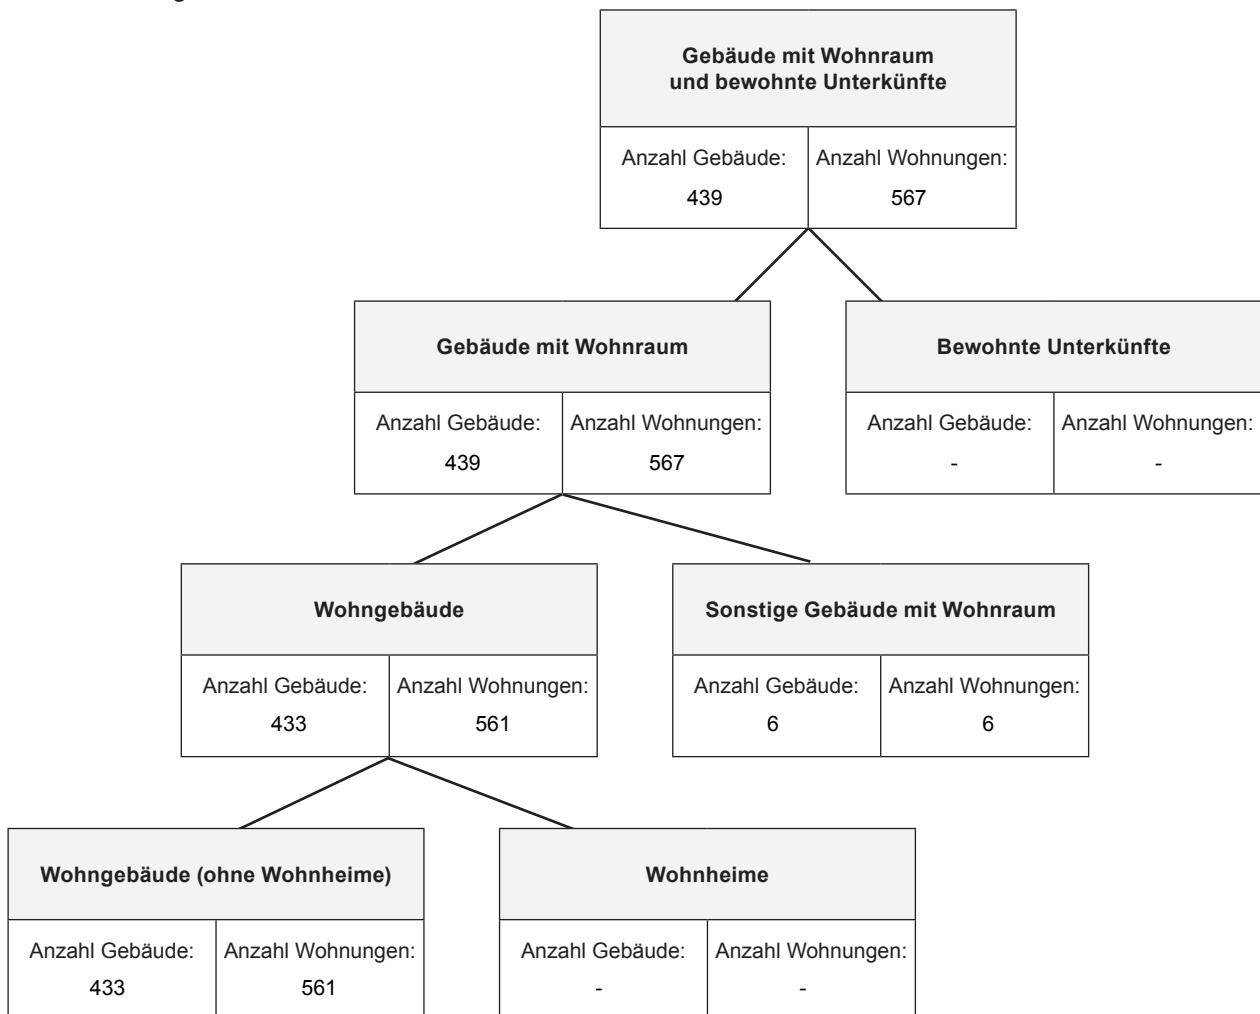 Gebäude mit Wohnraum
und bewohnte Unterkünfte
Anzahl Gebäude: Anzahl Wohnungen:
439 567
Gebäude mit Wohnraum
Anzahl Gebäude: Anzahl Wohnungen:
439 567
Bewohnte Unterkünfte
Anzahl Gebäude: Anzahl Wohnungen:
- -
Wohngebäude
Anzahl Gebäude: Anzahl Wohnungen:
433 561
Sonstige Gebäude mit Wohnraum
Anzahl Gebäude: Anzahl Wohnungen:
6 6
Wohngebäude (ohne Wohnheime)
Anzahl Gebäude: Anzahl Wohnungen:
433 561
Wohnheime
Anzahl Gebäude: Anzahl Wohnungen:
- -